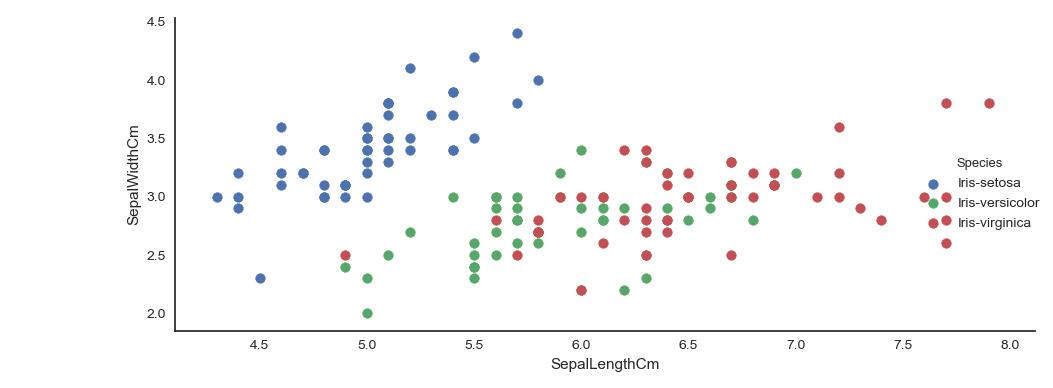 4.5
4.0
3.5
3.0
2.5
2.0
SepalWidthCm
4.5 5.0 5.5 6.0 6.5 7.0 7.5 8.0
SepalLengthCm
Species
Iris-setosa
Iris-versicolor
Iris-virginica